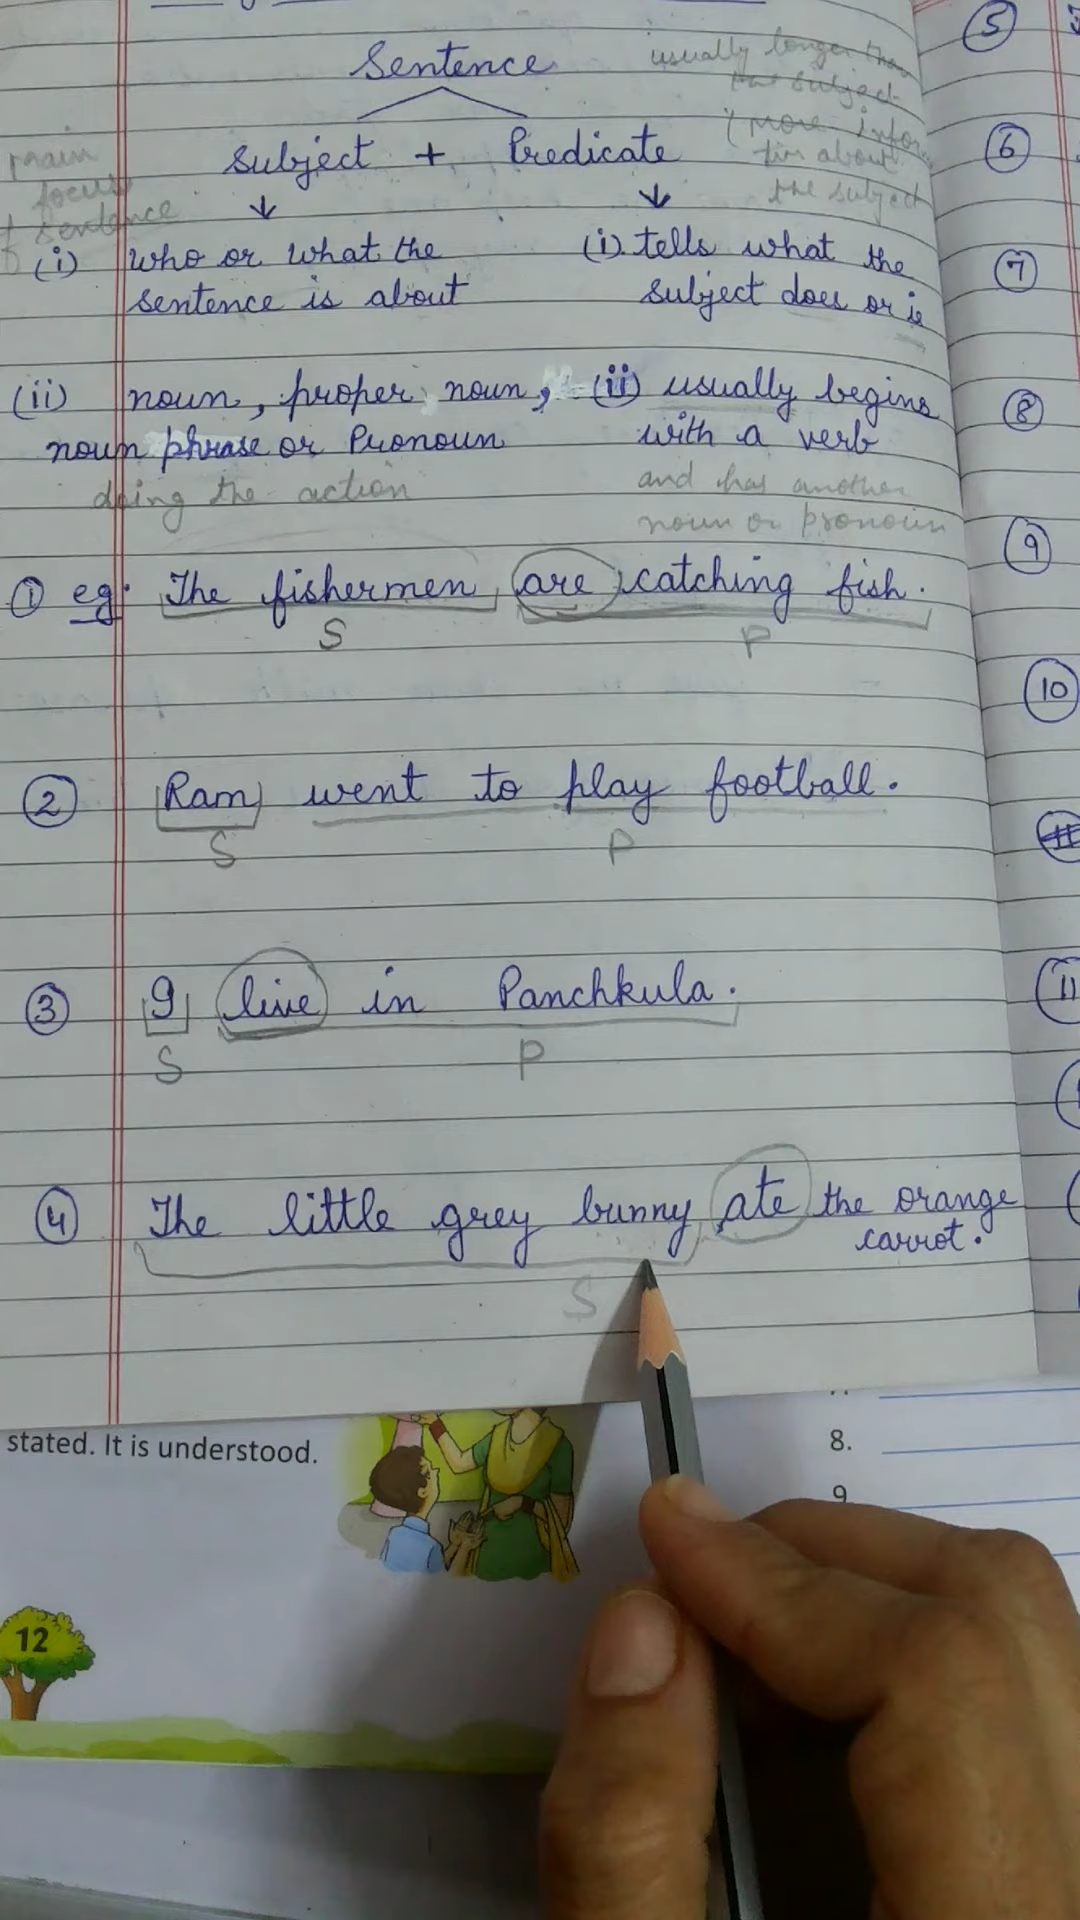 Sentence
usually longer than
the subject
Subject + Predicate
(more infor
tin about
the subject
main
focus
of sentence
(i) who or what the
sentence is about
(i) tells what the
subject does or is
(ii) noun, proper noun,
noun phrase or Pronoun
doing the action
(ii) usually begins
with a verb
and has another
noun or pronoun
① eg: The fishermen are catching fish.
S P
② Ram went to play football.
S P
③ I live in Panchkula.
S P
④ The little grey bunny ate the orange
carrot.
S
5
6
7
8
9
10
11
stated. It is understood.
8.
9
12